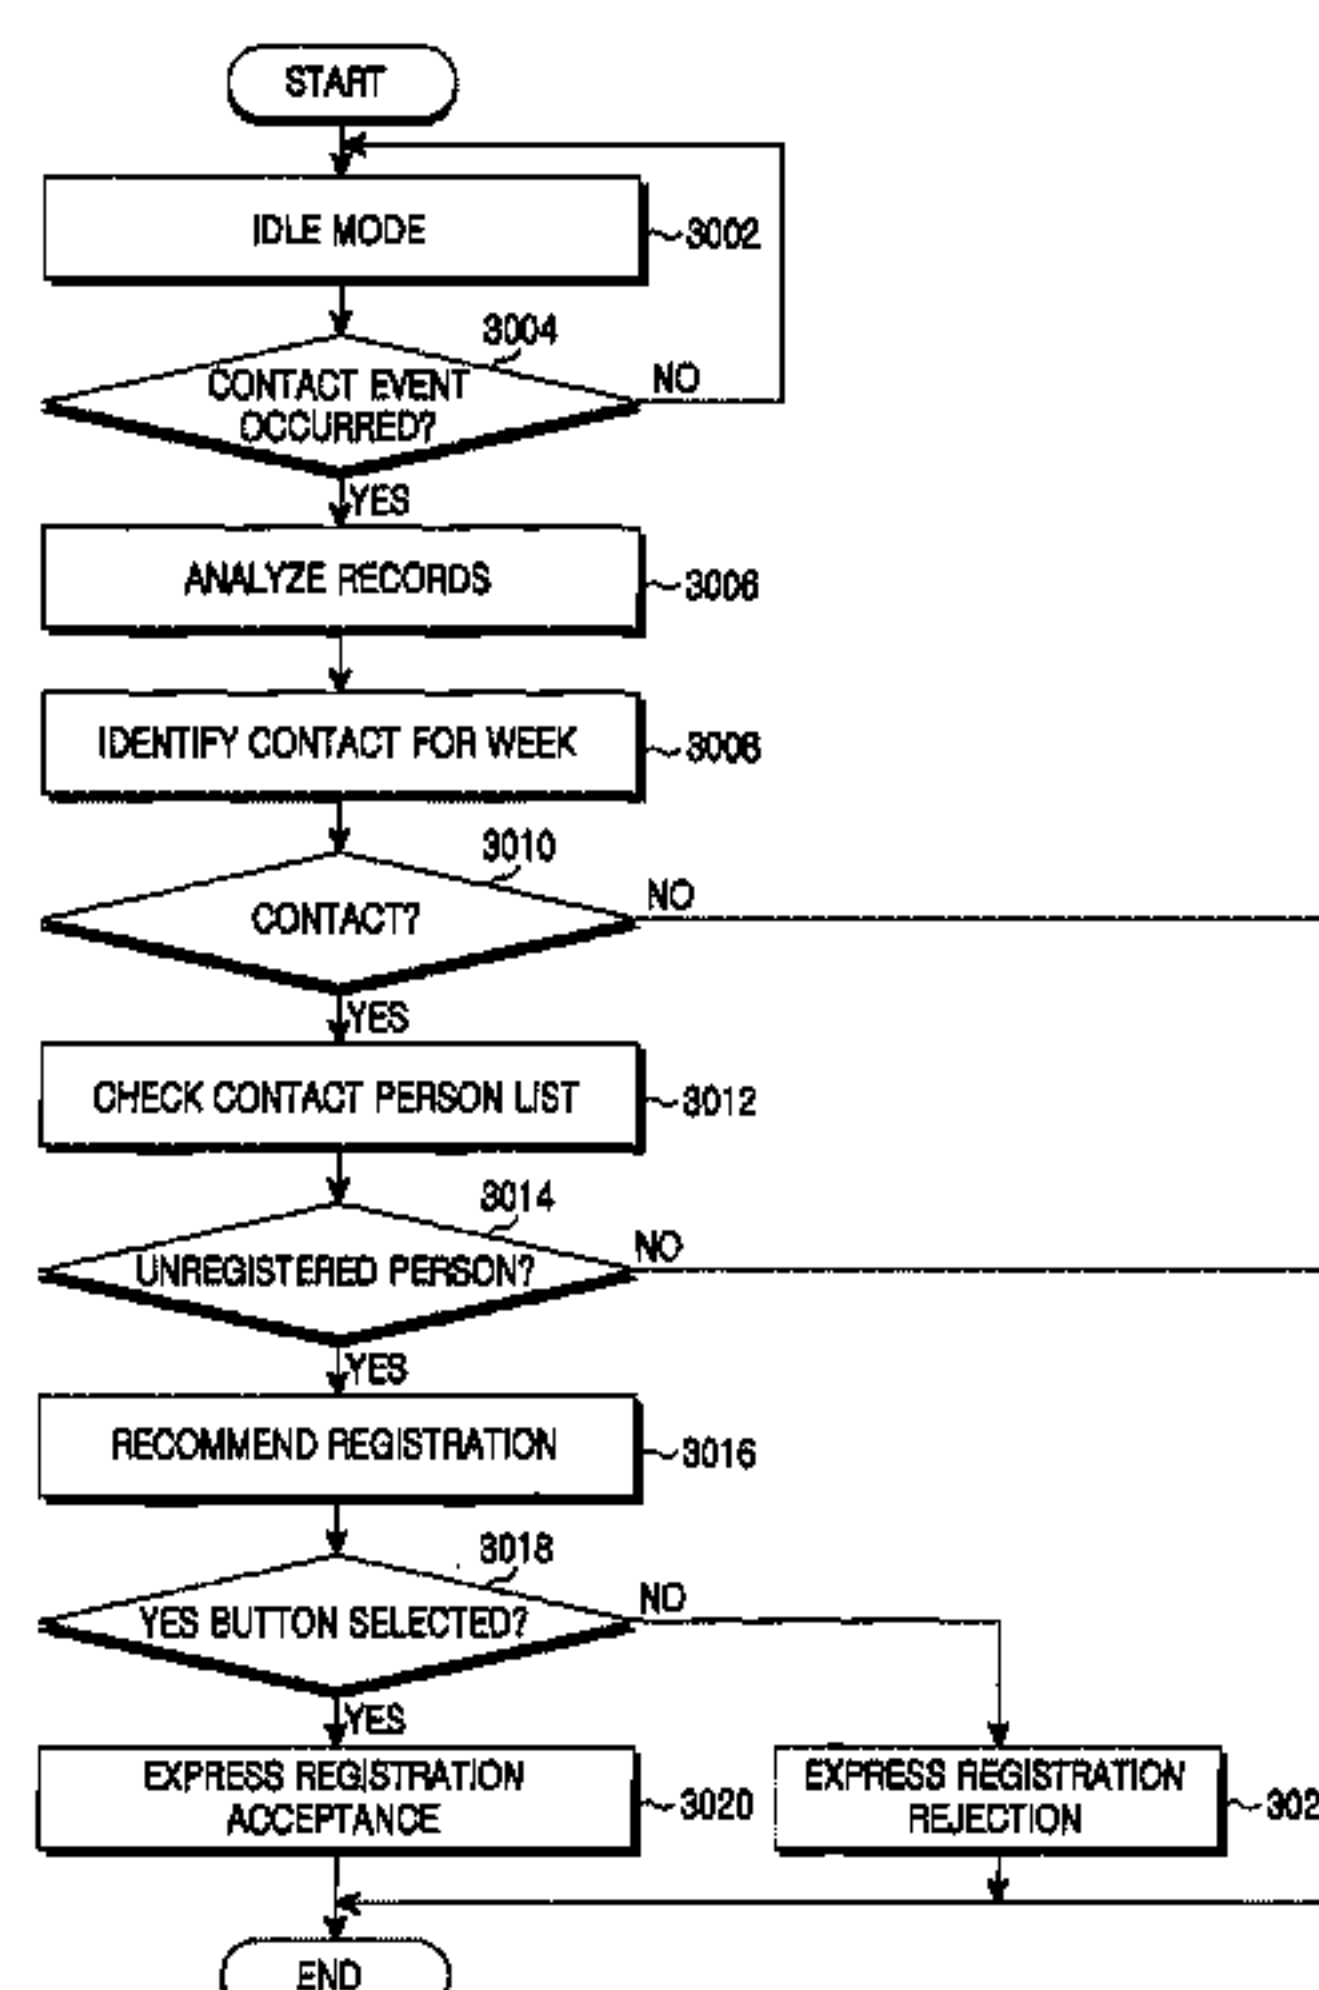 START
IDLE MODE
3002
3004
CONTACT EVENT
OCCURRED?
NO
YES
ANALYZE RECORDS
3006
IDENTIFY CONTACT FOR WEEK
3008
3010
CONTACT?
NO
YES
CHECK CONTACT PERSON LIST
3012
3014
UNREGISTERED PERSON?
NO
YES
RECOMMEND REGISTRATION
3016
3018
YES BUTTON SELECTED?
NO
YES
EXPRESS REGISTRATION
ACCEPTANCE
3020
EXPRESS REGISTRATION
REJECTION
302
END